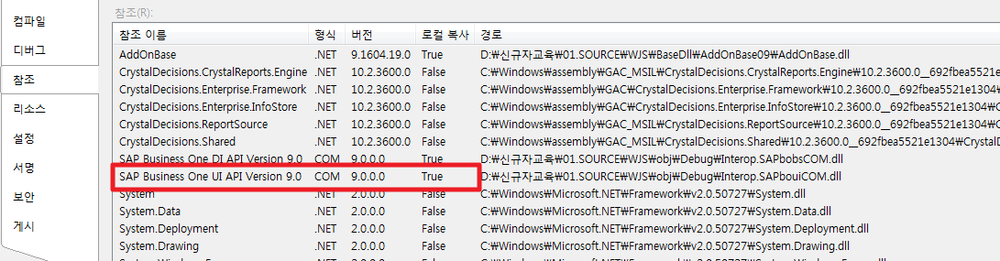 참조(R):
컴파일
디버그
참조
리소스
설정
서명
보안
게시
참조 이름 형식 버전 로컬 복사 경로
AddOnBase .NET 9.1604.19.0 True D:₩신규자교육₩01.SOURCE₩WJS₩BaseDll₩AddOnBase09₩AddOnBase.dll
CrystalDecisions.CrystalReports.Engine .NET 10.2.3600.0 False C:₩Windows₩assembly₩GAC_MSIL₩CrystalDecisions.CrystalReports.Engine₩10.2.3600.0__692fbea5521e1304₩C
CrystalDecisions.Enterprise.Framework .NET 10.2.3600.0 False C:₩Windows₩assembly₩GAC₩CrystalDecisions.Enterprise.Framework₩10.2.3600.0__692fbea5521e1304₩Cr
CrystalDecisions.Enterprise.InfoStore .NET 10.2.3600.0 False C:₩Windows₩assembly₩GAC₩CrystalDecisions.Enterprise.InfoStore₩10.2.3600.0__692fbea5521e1304₩Crys
CrystalDecisions.ReportSource .NET 10.2.3600.0 False C:₩Windows₩assembly₩GAC_MSIL₩CrystalDecisions.ReportSource₩10.2.3600.0__692fbea5521e1304₩Crystal
CrystalDecisions.Shared .NET 10.2.3600.0 False C:₩Windows₩assembly₩GAC_MSIL₩CrystalDecisions.Shared₩10.2.3600.0__692fbea5521e1304₩CrystalDec
SAP Business One DI API Version 9.0 COM 9.0.0.0 True D:₩신규자교육₩01.SOURCE₩WJS₩obj₩Debug₩Interop.SAPbobsCOM.dll
SAP Business One UI API Version 9.0 COM 9.0.0.0 True D:₩신규자교육₩01.SOURCE₩WJS₩obj₩Debug₩Interop.SAPbouiCOM.dll
System .NET 2.0.0.0 False C:₩Windows₩Microsoft.NET₩Framework₩v2.0.50727₩System.dll
System.Data .NET 2.0.0.0 False C:₩Windows₩Microsoft.NET₩Framework₩v2.0.50727₩System.Data.dll
System.Deployment .NET 2.0.0.0 False C:₩Windows₩Microsoft.NET₩Framework₩v2.0.50727₩System.Deployment.dll
System.Drawing .NET 2.0.0.0 False C:₩Windows₩Microsoft.NET₩Framework₩v2.0.50727₩System.Drawing.dll